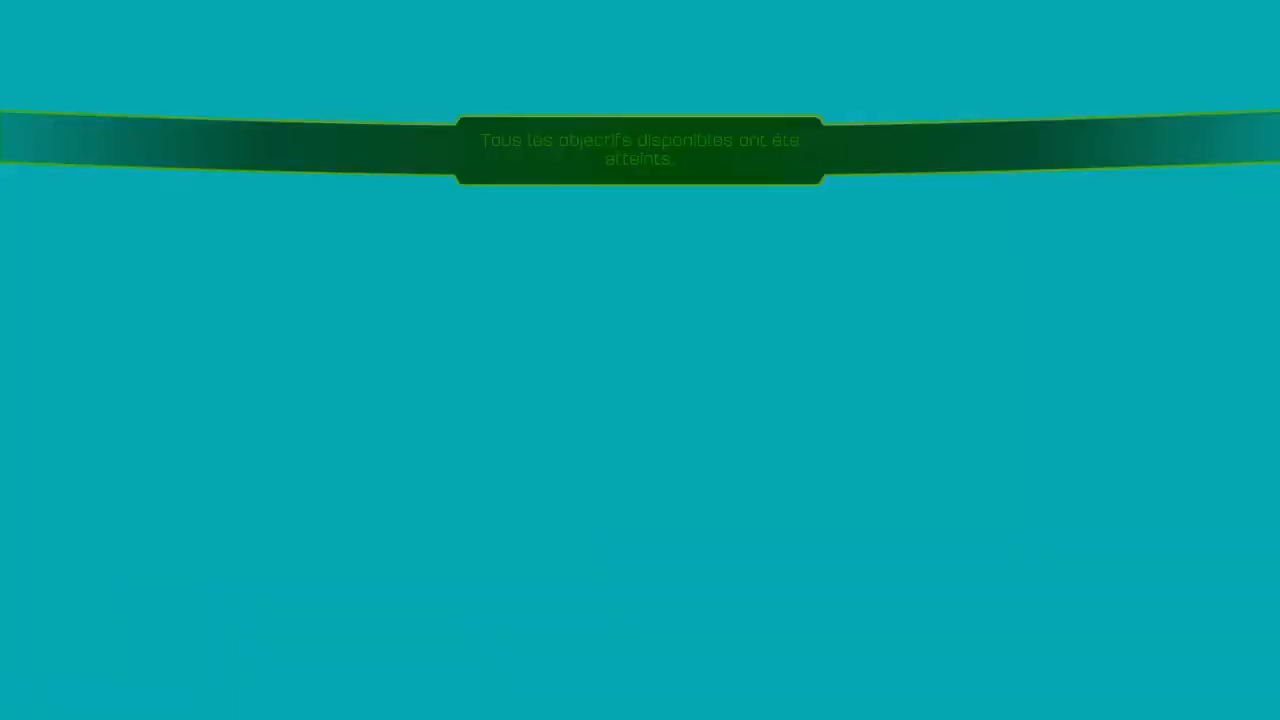 Tous les objectifs disponibles ont été
atteints.